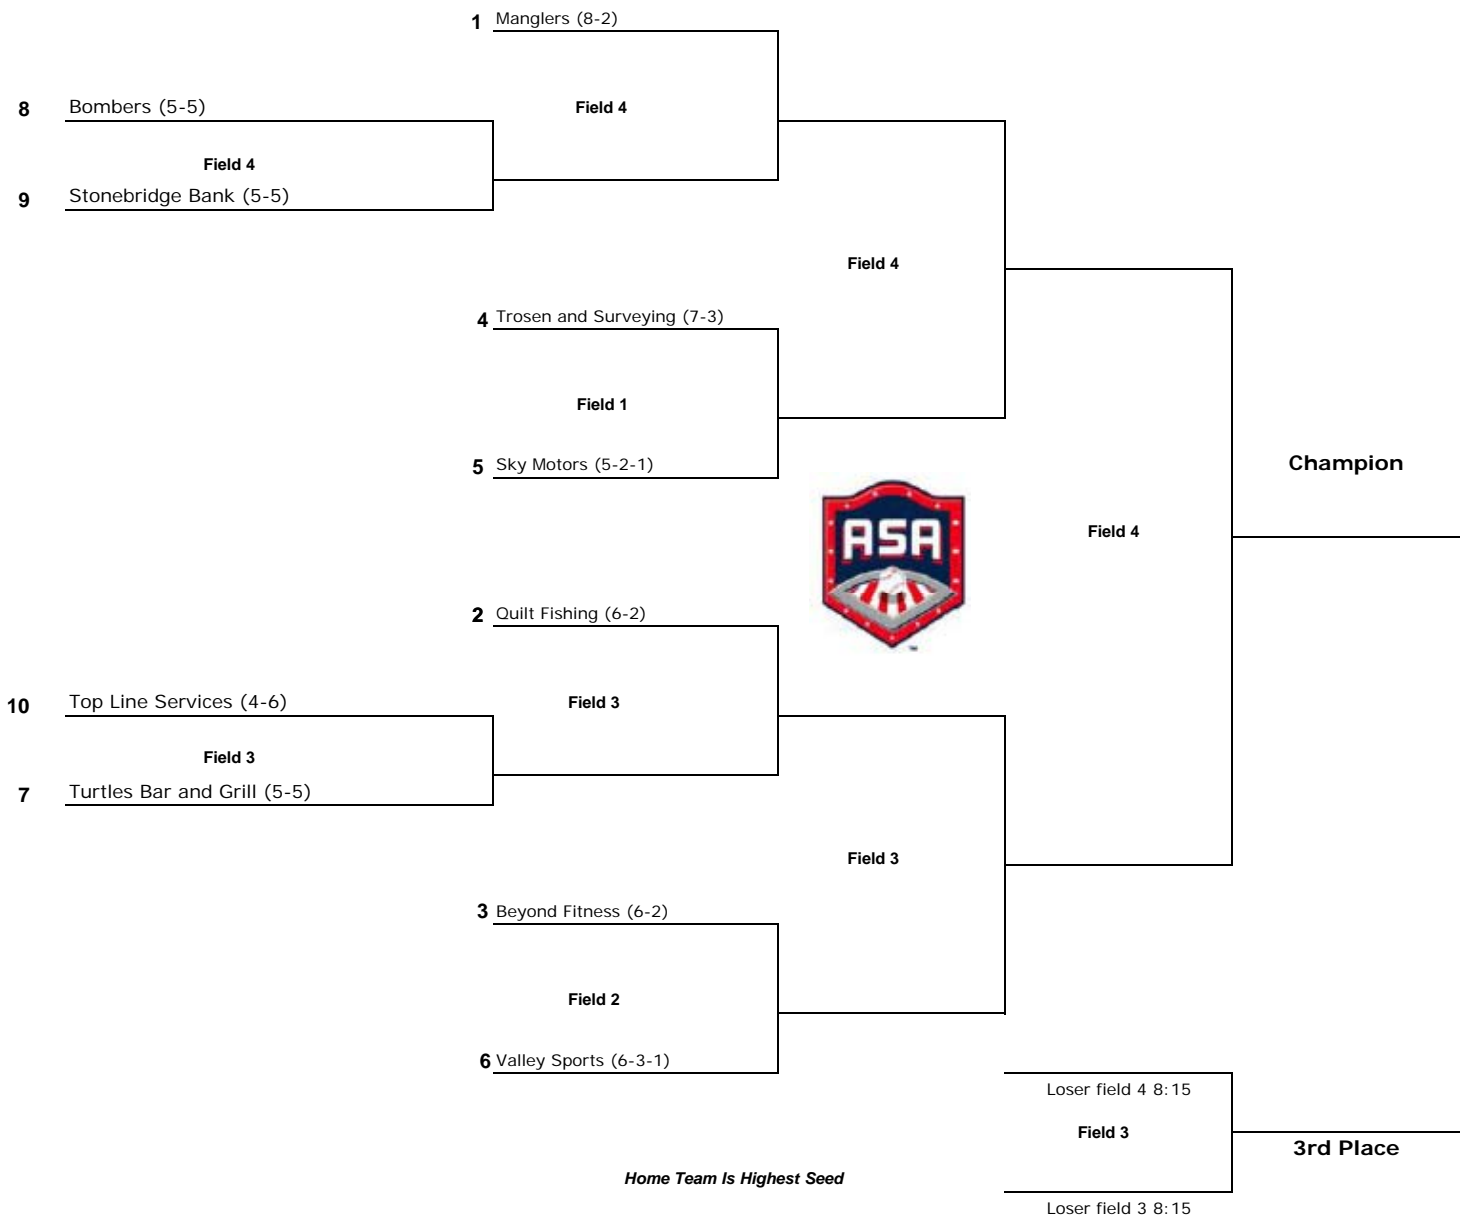 1 Manglers (8-2)
8 Bombers (5-5)
Field 4
Field 4
9 Stonebridge Bank (5-5)
Field 4
4 Trosen and Surveying (7-3)
Field 1
5 Sky Motors (5-2-1)
Champion
ASA
TM
Field 4
2 Quilt Fishing (6-2)
10 Top Line Services (4-6)
Field 3
Field 3
7 Turtles Bar and Grill (5-5)
Field 3
3 Beyond Fitness (6-2)
Field 2
6 Valley Sports (6-3-1)
Loser field 4 8:15
Field 3
3rd Place
Home Team Is Highest Seed
Loser field 3 8:15